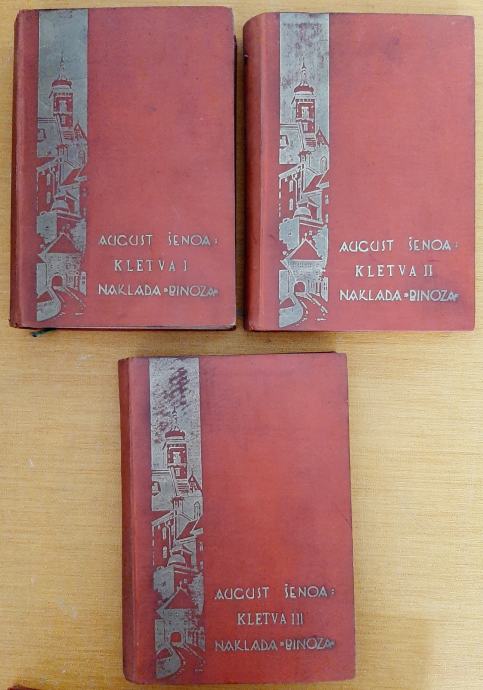 AUGUST ŠENOA:
KLETVA I
NAKLADA »BINOZA«
AUGUST ŠENOA:
KLETVA II
NAKLADA »BINOZA«
AUGUST ŠENOA:
KLETVA III
NAKLADA »BINOZA«